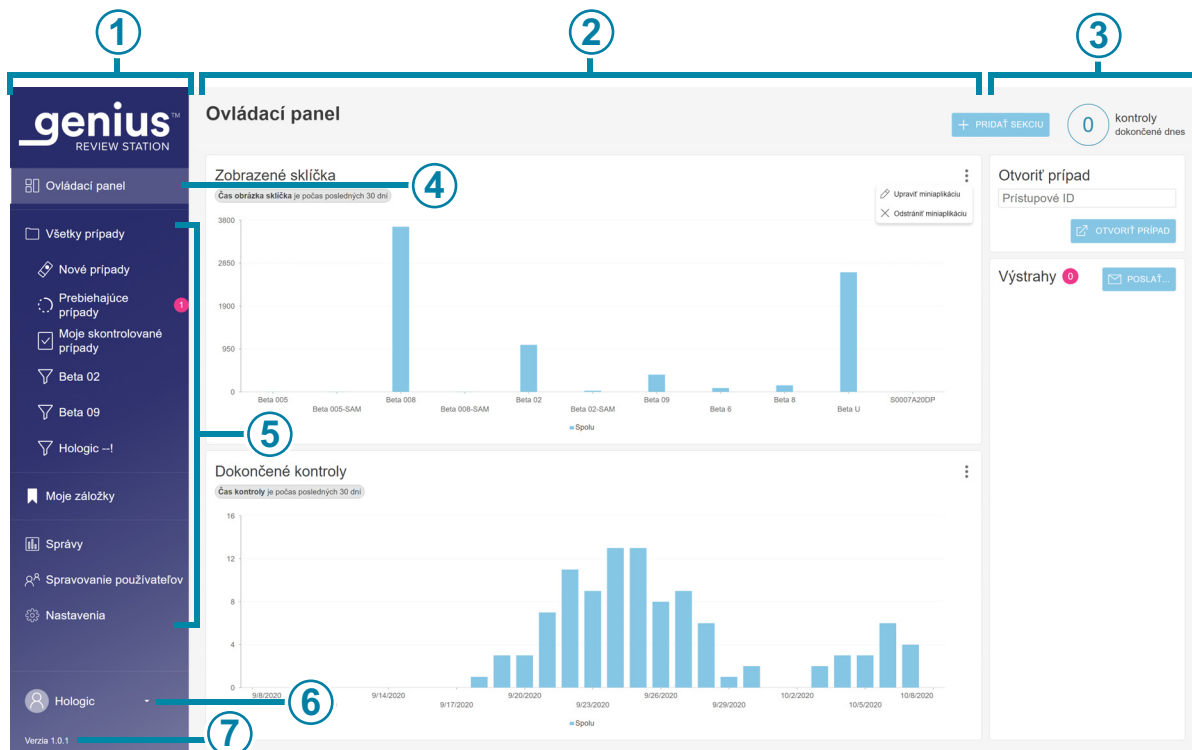 1
2
3
genius™
REVIEW STATION
Ovládací panel
4
Všetky prípady
Nové prípady
Prebiehajúce
prípady
1
Moje skontrolované
prípady
Beta 02
Beta 09
Hologic --!
5
Moje záložky
Správy
Spravovanie používateľov
Nastavenia
Hologic
6
Verzia 1.0.1
7
Ovládací panel
+ PRIDAŤ SEKCIU
0
kontroly
dokončené dnes
Zobrazené sklíčka
Čas obrázka sklíčka je počas posledných 30 dní
Upraviť miniaplikáciu
Odstrániť miniaplikáciu
3800
2850
1900
950
0
Beta 005
Beta 005-SAM
Beta 008
Beta 008-SAM
Beta 02
Beta 02-SAM
Beta 09
Beta 6
Beta 8
Beta U
S0007A20DP
Spolu
Dokončené kontroly
Čas kontroly je počas posledných 30 dní
16
12
8
4
0
9/8/2020
9/14/2020
9/17/2020
9/20/2020
9/23/2020
9/26/2020
9/29/2020
10/2/2020
10/5/2020
10/8/2020
Spolu
Otvoriť prípad
Prístupové ID
OTVORIŤ PRÍPAD
Výstrahy 0
POSLAŤ...